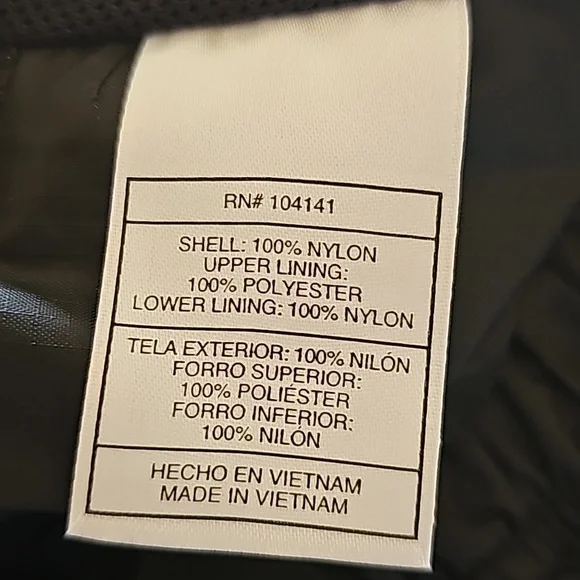 RN# 104141
SHELL: 100% NYLON
UPPER LINING:
100% POLYESTER
LOWER LINING: 100% NYLON
TELA EXTERIOR: 100% NILÓN
FORRO SUPERIOR:
100% POLIÉSTER
FORRO INFERIOR:
100% NILÓN
HECHO EN VIETNAM
MADE IN VIETNAM